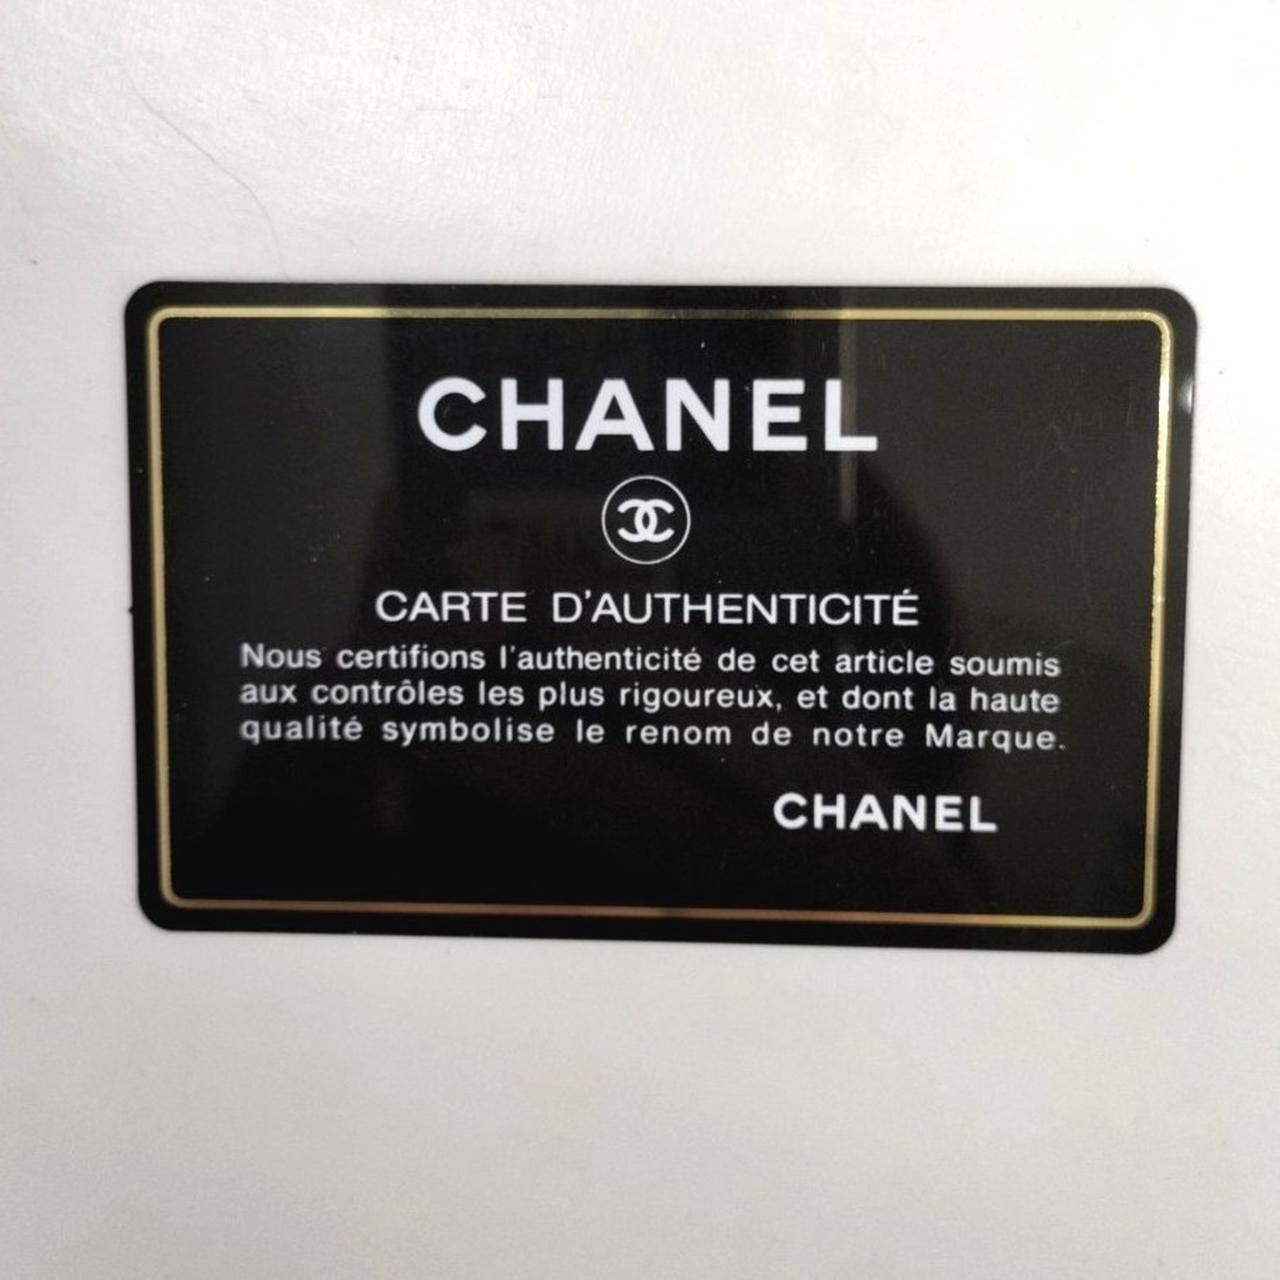 CHANEL
CARTE D'AUTHENTICITÉ
Nous certifions l'authenticité de cet article soumis
aux contrôles les plus rigoureux, et dont la haute
qualité symbolise le renom de notre Marque.
CHANEL